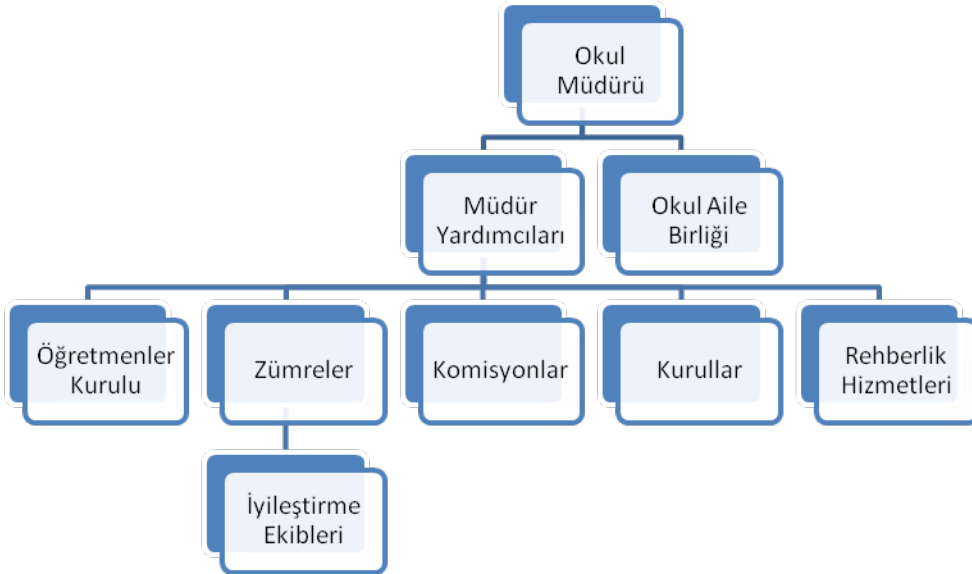 Okul
Müdürü
Müdür
Yardımcıları
Okul Aile
Birliği
Öğretmenler
Kurulu
Zümreler
Komisyonlar
Kurullar
Rehberlik
Hizmetleri
İyileştirme
Ekibleri